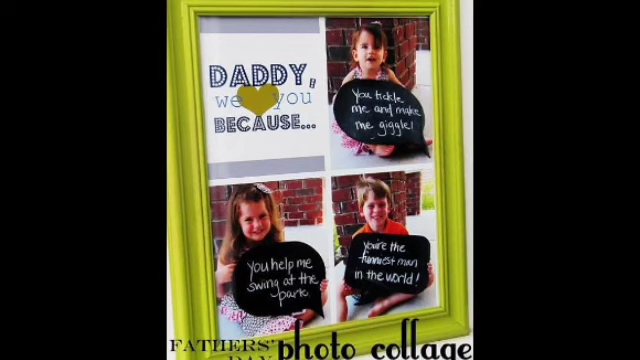 DADDY,
we you
BECAUSE...
You tickle
me and make
me giggle!
You help me
swing at the
park
you're the
funniest man
in the world!
FATHERS'
DAY
photo collage